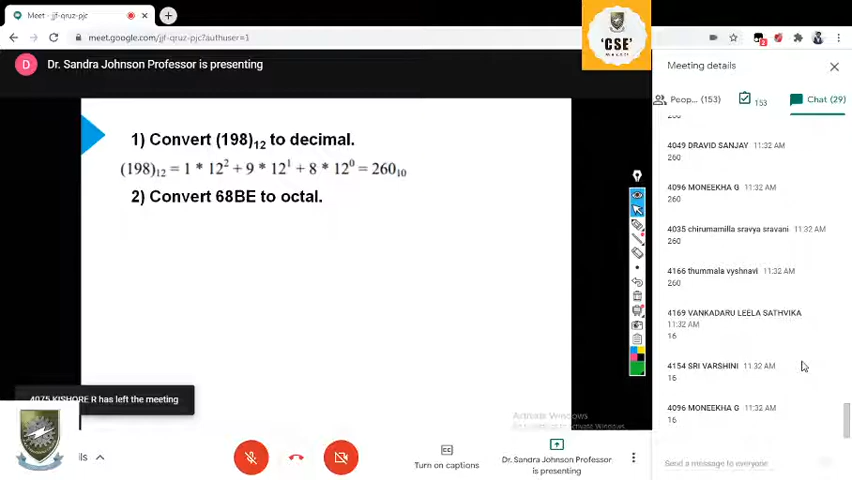 Meet - jjf-qruz-pjc
meet.google.com/jjf-qruz-pjc?authuser=1
D
Dr. Sandra Johnson Professor is presenting
'CSE'
1) Convert (198)₁₂ to decimal.
(198)₁₂ = 1 * 12² + 9 * 12¹ + 8 * 12⁰ = 260₁₀
2) Convert 68BE to octal.
4075 KISHORE R has left the meeting
Activate Windows
ils
Turn on captions
Dr. Sandra Johnson Professor
is presenting
Meeting details
Peop... (153)
153
Chat (29)
260
4049 DRAVID SANJAY 11:32 AM
260
4096 MONEEKHA G 11:32 AM
260
4035 chirumamilla sravya sravani 11:32 AM
260
4166 thummala vyshnavi 11:32 AM
260
4169 VANKADARU LEELA SATHVIKA
11:32 AM
16
4154 SRI VARSHINI 11:32 AM
16
4096 MONEEKHA G 11:32 AM
16
Send a message to everyone